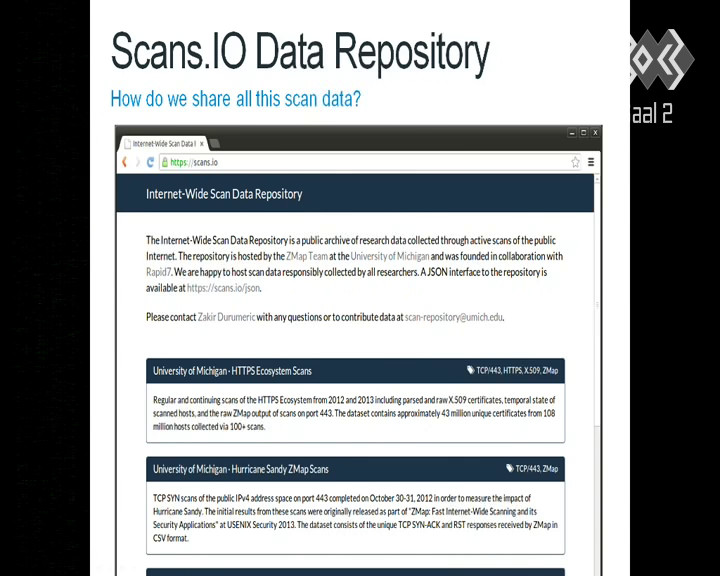 Scans.IO Data Repository
How do we share all this scan data?
aal 2
Internet-Wide Scan Data
https://scans.io
Internet-Wide Scan Data Repository
The Internet-Wide Scan Data Repository is a public archive of research data collected through active scans of the public
Internet. The repository is hosted by the ZMap Team at the University of Michigan and was founded in collaboration with
Rapid7. We are happy to host scan data responsibly collected by all researchers. A JSON interface to the repository is
available at https://scans.io/json.
Please contact Zakir Durumeric with any questions or to contribute data at scan-repository@umich.edu.
University of Michigan · HTTPS Ecosystem Scans
TCP/443, HTTPS, X.509, ZMap
Regular and continuing scans of the HTTPS Ecosystem from 2012 and 2013 including parsed and raw X.509 certificates, temporal state of
scanned hosts, and the raw ZMap output of scans on port 443. The dataset contains approximately 43 million unique certificates from 108
million hosts collected via 100+ scans.
University of Michigan · Hurricane Sandy ZMap Scans
TCP/443, ZMap
TCP SYN scans of the public IPv4 address space on port 443 completed on October 30-31, 2012 in order to measure the impact of
Hurricane Sandy. The initial results from these scans were originally released as part of "ZMap: Fast Internet-Wide Scanning and its
Security Applications" at USENIX Security 2013. The dataset consists of the unique TCP SYN-ACK and RST responses received by ZMap in
CSV format.